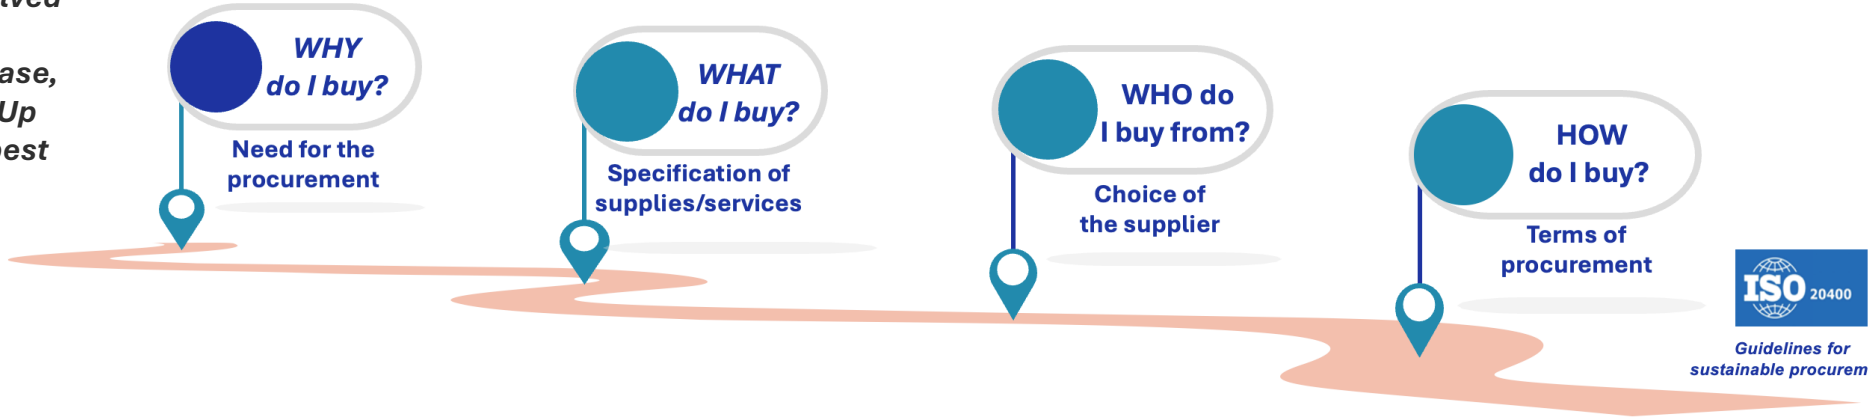 ase,
Up
WHY
do I buy?
Need for the
procurement
WHAT
do I buy?
Specification of
supplies/services
WHO do
I buy from?
Choice of
the supplier
HOW
do I buy?
Terms of
procurement
ISO 20400
Guidelines for
sustainable procurem